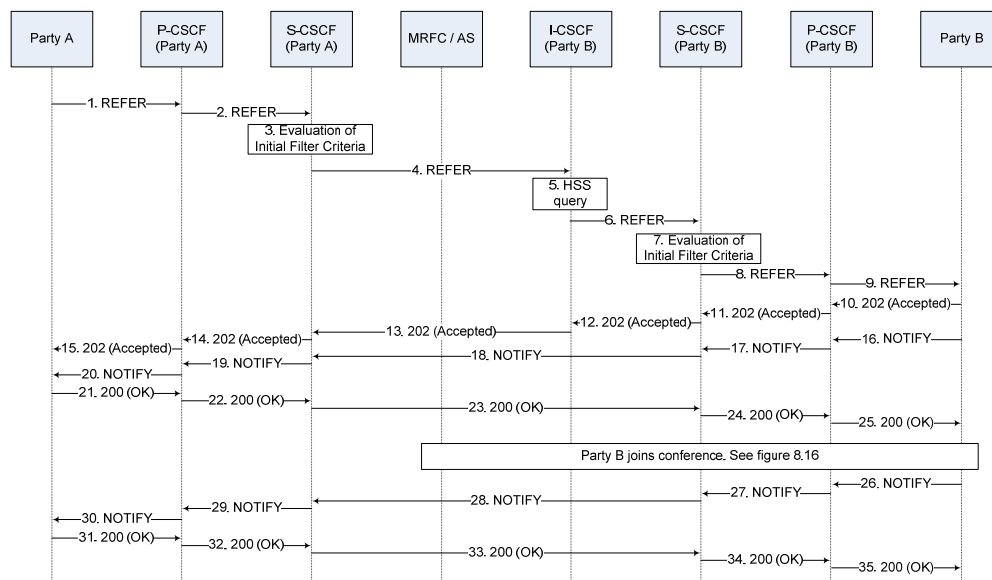 Party A
P-CSCF
(Party A)
S-CSCF
(Party A)
MRFC / AS
I-CSCF
(Party B)
S-CSCF
(Party B)
P-CSCF
(Party B)
Party B
1. REFER
2. REFER
3. Evaluation of
Initial Filter Criteria
4. REFER
5. HSS
query
6. REFER
7. Evaluation of
Initial Filter Criteria
8. REFER
9. REFER
10. 202 (Accepted)
11. 202 (Accepted)
12. 202 (Accepted)
13. 202 (Accepted)
14. 202 (Accepted)
15. 202 (Accepted)
16. NOTIFY
17. NOTIFY
18. NOTIFY
19. NOTIFY
20. NOTIFY
21. 200 (OK)
22. 200 (OK)
23. 200 (OK)
24. 200 (OK)
25. 200 (OK)
Party B joins conference. See figure 8.16
26. NOTIFY
27. NOTIFY
28. NOTIFY
29. NOTIFY
30. NOTIFY
31. 200 (OK)
32. 200 (OK)
33. 200 (OK)
34. 200 (OK)
35. 200 (OK)